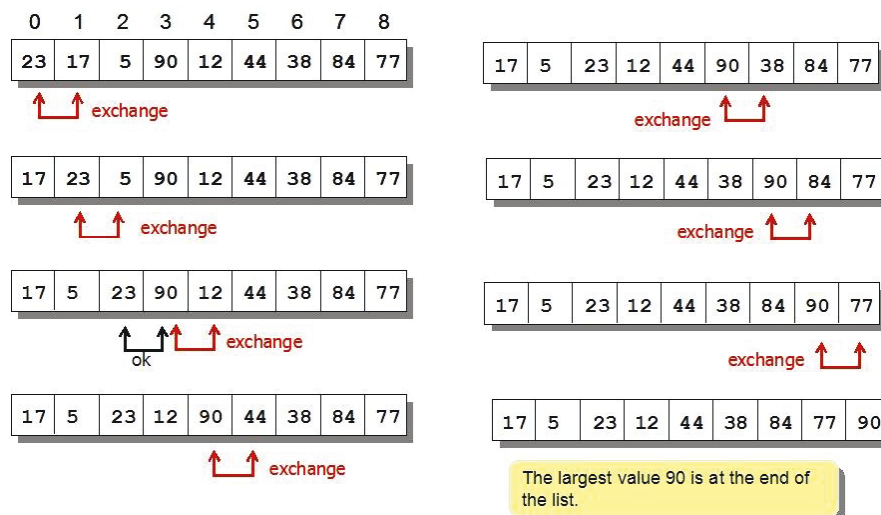 0 1 2 3 4 5 6 7 8
23 17 5 90 12 44 38 84 77
exchange
17 23 5 90 12 44 38 84 77
exchange
17 5 23 90 12 44 38 84 77
ok
exchange
17 5 23 12 90 44 38 84 77
exchange
17 5 23 12 44 90 38 84 77
exchange
17 5 23 12 44 38 90 84 77
exchange
17 5 23 12 44 38 84 90 77
exchange
17 5 23 12 44 38 84 77 90
The largest value 90 is at the end of
the list.